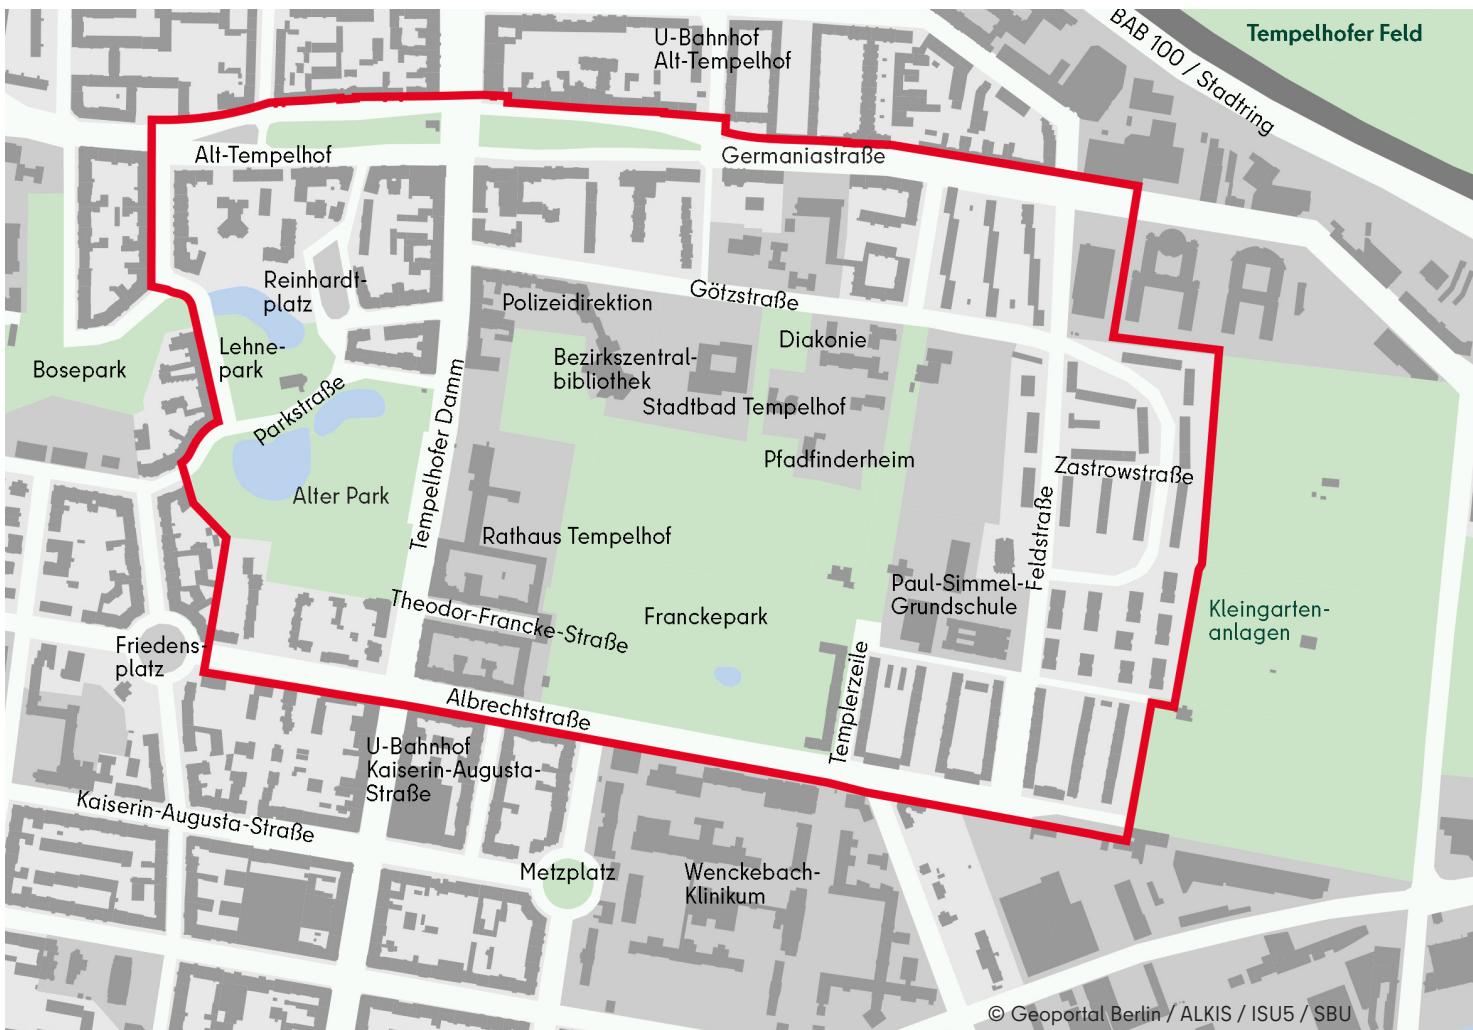 BAB 100 / Stadtring
Tempelhofer Feld
U-Bahnhof
Alt-Tempelhof
Alt-Tempelhof
Germaniastraße
Reinhardt-
platz
Polizeidirektion
Götzstraße
Diakonie
Lehne-
park
Bosepark
Bezirkszentral-
bibliothek
Stadtbad Tempelhof
Parkstraße
Tempelhofer Damm
Pfadfinderheim
Zastrowstraße
Alter Park
Rathaus Tempelhof
Feldstraße
Paul-Simmel-
Grundschule
Theodor-Francke-Straße
Franckepark
Kleingarten-
anlagen
Friedens-
platz
Templerzeile
Albrechtstraße
U-Bahnhof
Kaiserin-Augusta-
Straße
Kaiserin-Augusta-Straße
Metzplatz
Wenckebach-
Klinikum
© Geoportal Berlin / ALKIS / ISU5 / SBU